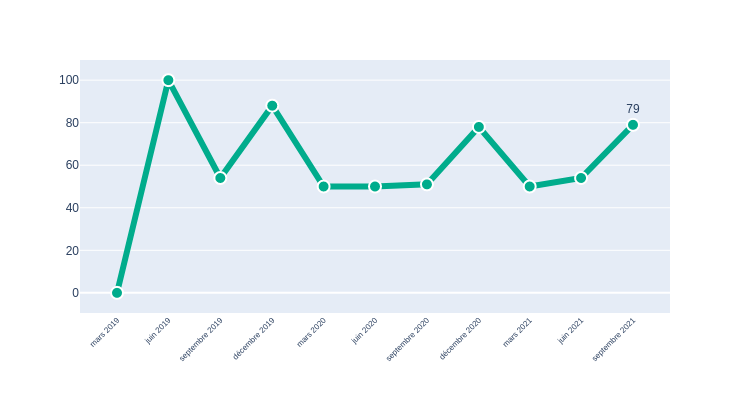 100
80
60
40
20
0
79
mars 2019
juin 2019
septembre 2019
décembre 2019
mars 2020
juin 2020
septembre 2020
décembre 2020
mars 2021
juin 2021
septembre 2021